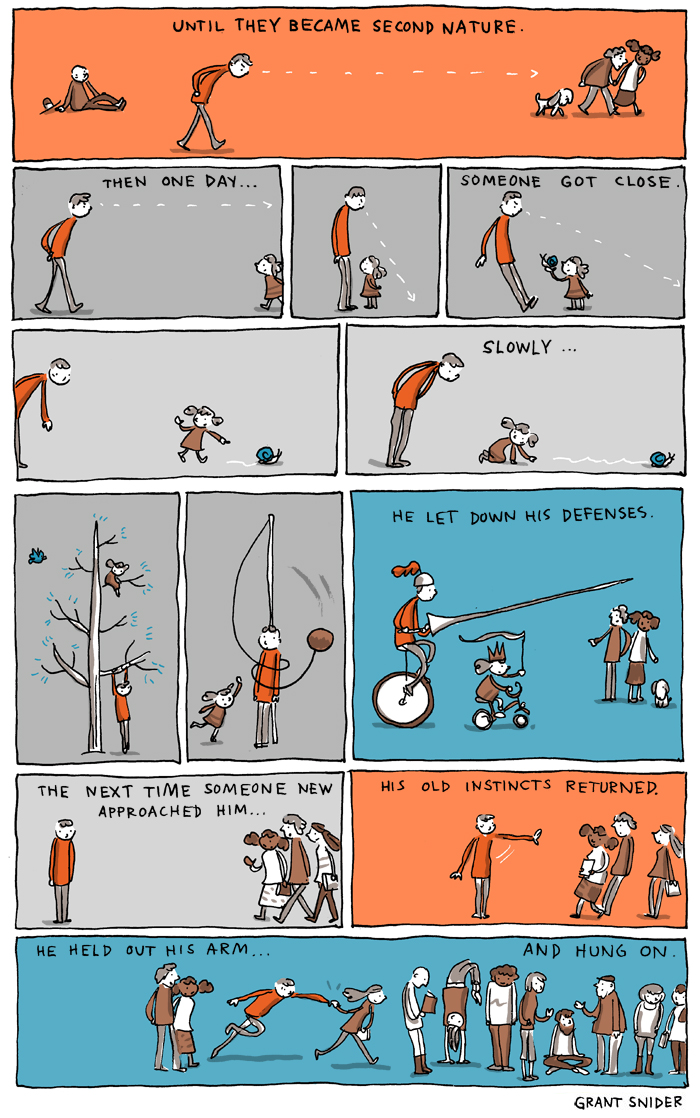 UNTIL THEY BECAME SECOND NATURE.
THEN ONE DAY...
SOMEONE GOT CLOSE.
SLOWLY ...
HE LET DOWN HIS DEFENSES.
THE NEXT TIME SOMEONE NEW
APPROACHED HIM...
HIS OLD INSTINCTS RETURNED.
HE HELD OUT HIS ARM...
AND HUNG ON.
GRANT SNIDER